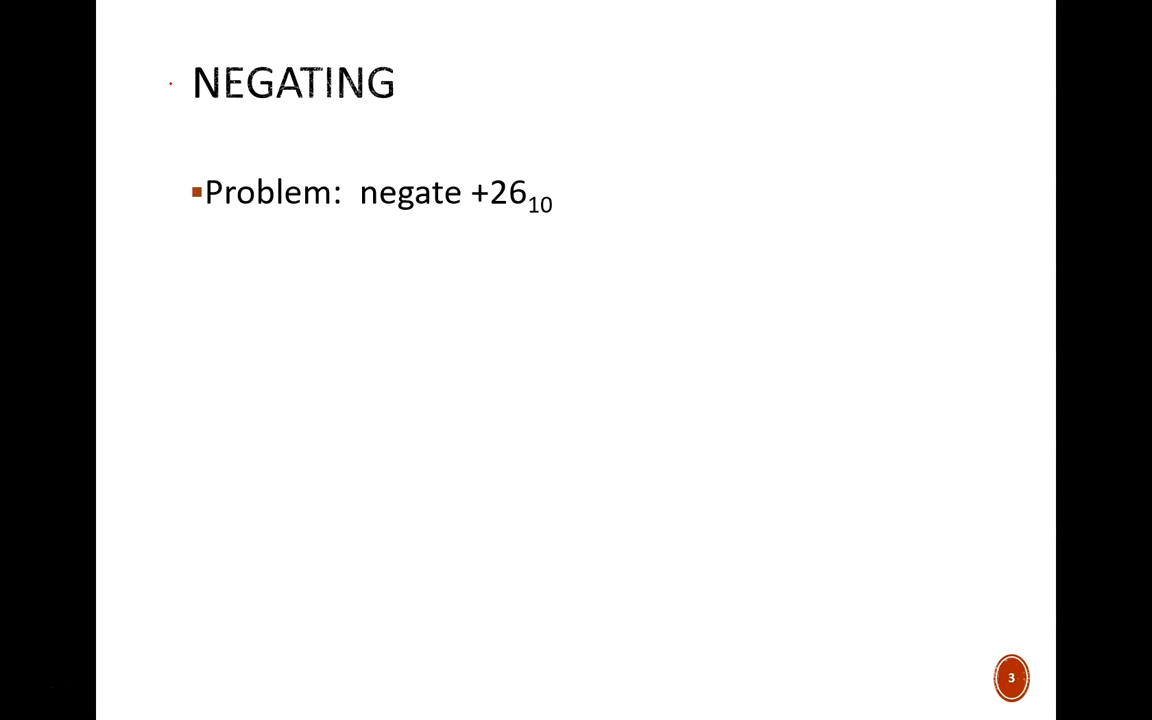 NEGATING
▪Problem: negate +26₁₀
3